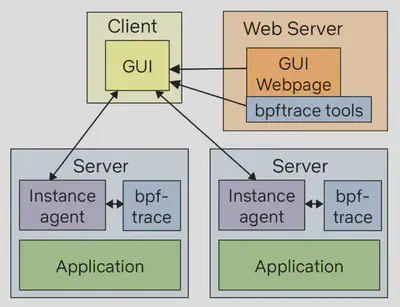 Client
GUI
Web Server
GUI
Webpage
bpftrace tools
Server
Instance
agent
bpf-
trace
Application
Server
Instance
agent
bpf-
trace
Application